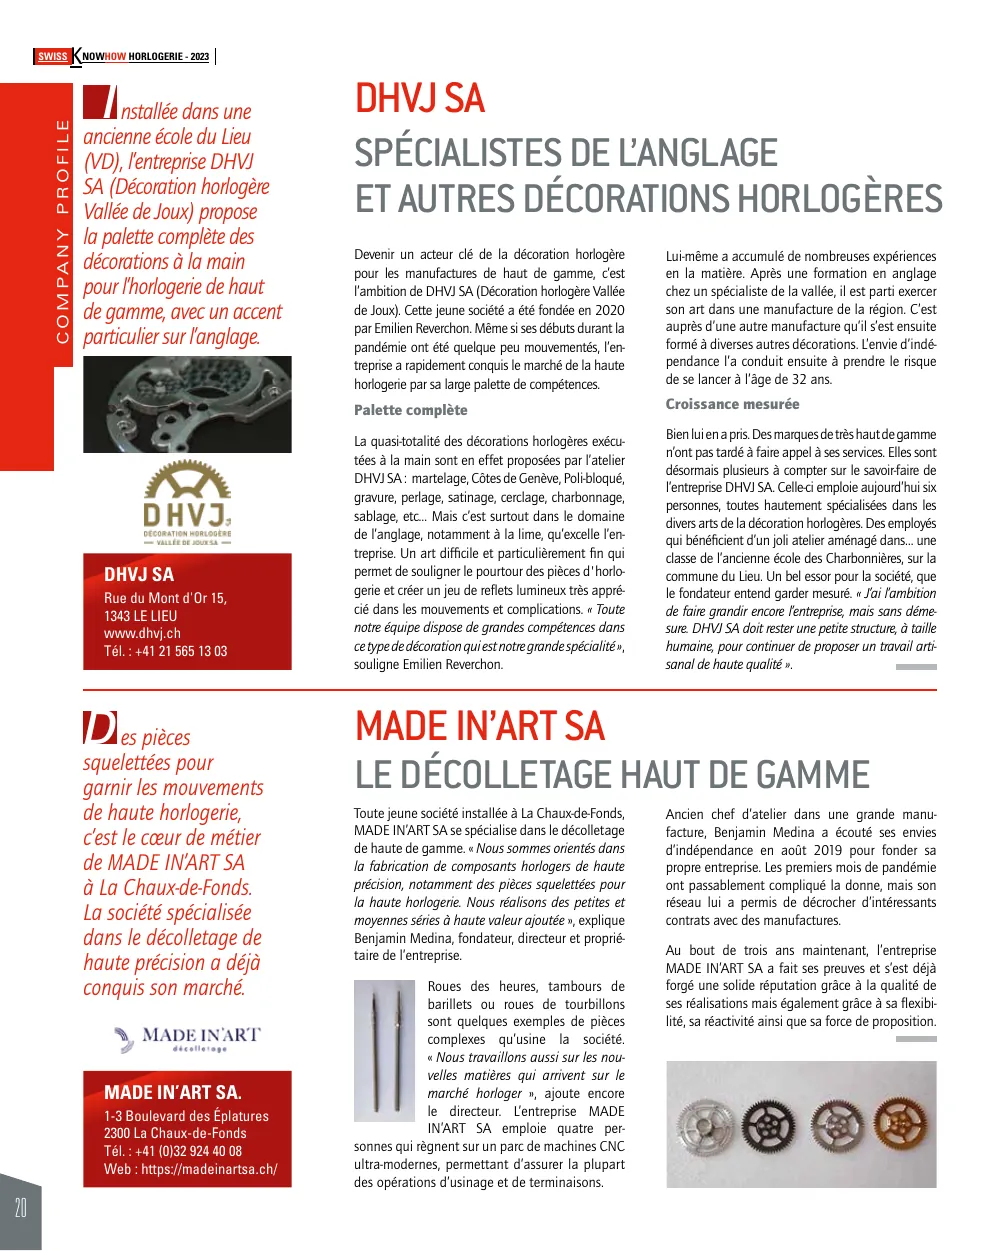 SWISS KNOWHOW HORLOGERIE - 2023
COMPANY PROFILE
Installée dans une
ancienne école du Lieu
(VD), l’entreprise DHVJ
SA (Décoration horlogère
Vallée de Joux) propose
la palette complète des
décorations à la main
pour l’horlogerie de haut
de gamme, avec un accent
particulier sur l’anglage.
DHVJ SA
DÉCORATION HORLOGÈRE
VALLÉE DE JOUX SA
DHVJ SA
Rue du Mont d'Or 15,
1343 LE LIEU
www.dhvj.ch
Tél. : +41 21 565 13 03
DHVJ SA
SPÉCIALISTES DE L’ANGLAGE
ET AUTRES DÉCORATIONS HORLOGÈRES
Devenir un acteur clé de la décoration horlogère
pour les manufactures de haut de gamme, c’est
l’ambition de DHVJ SA (Décoration horlogère Vallée
de Joux). Cette jeune société a été fondée en 2020
par Emilien Reverchon. Même si ses débuts durant la
pandémie ont été quelque peu mouvementés, l’en-
treprise a rapidement conquis le marché de la haute
horlogerie par sa large palette de compétences.
Palette complète
La quasi-totalité des décorations horlogères exécu-
tées à la main sont en effet proposées par l’atelier
DHVJ SA : martelage, Côtes de Genève, Poli-bloqué,
gravure, perlage, satinage, cerclage, charbonnage,
sablage, etc... Mais c’est surtout dans le domaine
de l’anglage, notamment à la lime, qu’excelle l’en-
treprise. Un art difficile et particulièrement fin qui
permet de souligner le pourtour des pièces d'horlo-
gerie et créer un jeu de reflets lumineux très appré-
cié dans les mouvements et complications. « Toute
notre équipe dispose de grandes compétences dans
ce type de décoration qui est notre grande spécialité »,
souligne Emilien Reverchon.
Lui-même a accumulé de nombreuses expériences
en la matière. Après une formation en anglage
chez un spécialiste de la vallée, il est parti exercer
son art dans une manufacture de la région. C’est
auprès d’une autre manufacture qu’il s’est ensuite
formé à diverses autres décorations. L’envie d’indé-
pendance l’a conduit ensuite à prendre le risque
de se lancer à l’âge de 32 ans.
Croissance mesurée
Bien lui en a pris. Des marques de très haut de gamme
n’ont pas tardé à faire appel à ses services. Elles sont
désormais plusieurs à compter sur le savoir-faire de
l’entreprise DHVJ SA. Celle-ci emploie aujourd’hui six
personnes, toutes hautement spécialisées dans les
divers arts de la décoration horlogères. Des employés
qui bénéficient d’un joli atelier aménagé dans... une
classe de l’ancienne école des Charbonnières, sur la
commune du Lieu. Un bel essor pour la société, que
le fondateur entend garder mesuré. « J’ai l’ambition
de faire grandir encore l’entreprise, mais sans déme-
sure. DHVJ SA doit rester une petite structure, à taille
humaine, pour continuer de proposer un travail arti-
sanal de haute qualité ».
Des pièces
squelettées pour
garnir les mouvements
de haute horlogerie,
c’est le cœur de métier
de MADE IN’ART SA
à La Chaux-de-Fonds.
La société spécialisée
dans le décolletage de
haute précision a déjà
conquis son marché.
MADE IN’ART
décolletage
MADE IN’ART SA.
1-3 Boulevard des Éplatures
2300 La Chaux-de-Fonds
Tél. : +41 (0)32 924 40 08
Web : https://madeinartsa.ch/
MADE IN’ART SA
LE DÉCOLLETAGE HAUT DE GAMME
Toute jeune société installée à La Chaux-de-Fonds,
MADE IN’ART SA se spécialise dans le décolletage
de haute de gamme. « Nous sommes orientés dans
la fabrication de composants horlogers de haute
précision, notamment des pièces squelettées pour
la haute horlogerie. Nous réalisons des petites et
moyennes séries à haute valeur ajoutée », explique
Benjamin Medina, fondateur, directeur et proprié-
taire de l’entreprise.
Roues des heures, tambours de
barillets ou roues de tourbillons
sont quelques exemples de pièces
complexes qu’usine la société.
« Nous travaillons aussi sur les nou-
velles matières qui arrivent sur le
marché horloger », ajoute encore
le directeur. L’entreprise MADE
IN’ART SA emploie quatre per-
sonnes qui règnent sur un parc de machines CNC
ultra-modernes, permettant d’assurer la plupart
des opérations d’usinage et de terminaisons.
Ancien chef d’atelier dans une grande manu-
facture, Benjamin Medina a écouté ses envies
d’indépendance en août 2019 pour fonder sa
propre entreprise. Les premiers mois de pandémie
ont passablement compliqué la donne, mais son
réseau lui a permis de décrocher d’intéressants
contrats avec des manufactures.
Au bout de trois ans maintenant, l’entreprise
MADE IN’ART SA a fait ses preuves et s’est déjà
forgé une solide réputation grâce à la qualité de
ses réalisations mais également grâce à sa flexibi-
lité, sa réactivité ainsi que sa force de proposition.
20